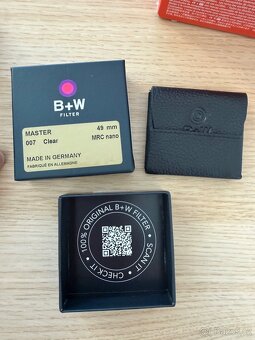 B+W
FILTER
MASTER 49 mm
007 Clear MRC nano
MADE IN GERMANY
FABRIQUÉ EN ALLEMAGNE
B+W
• 100% ORIGINAL B+W FILTER • SCAN IT • CHECK IT